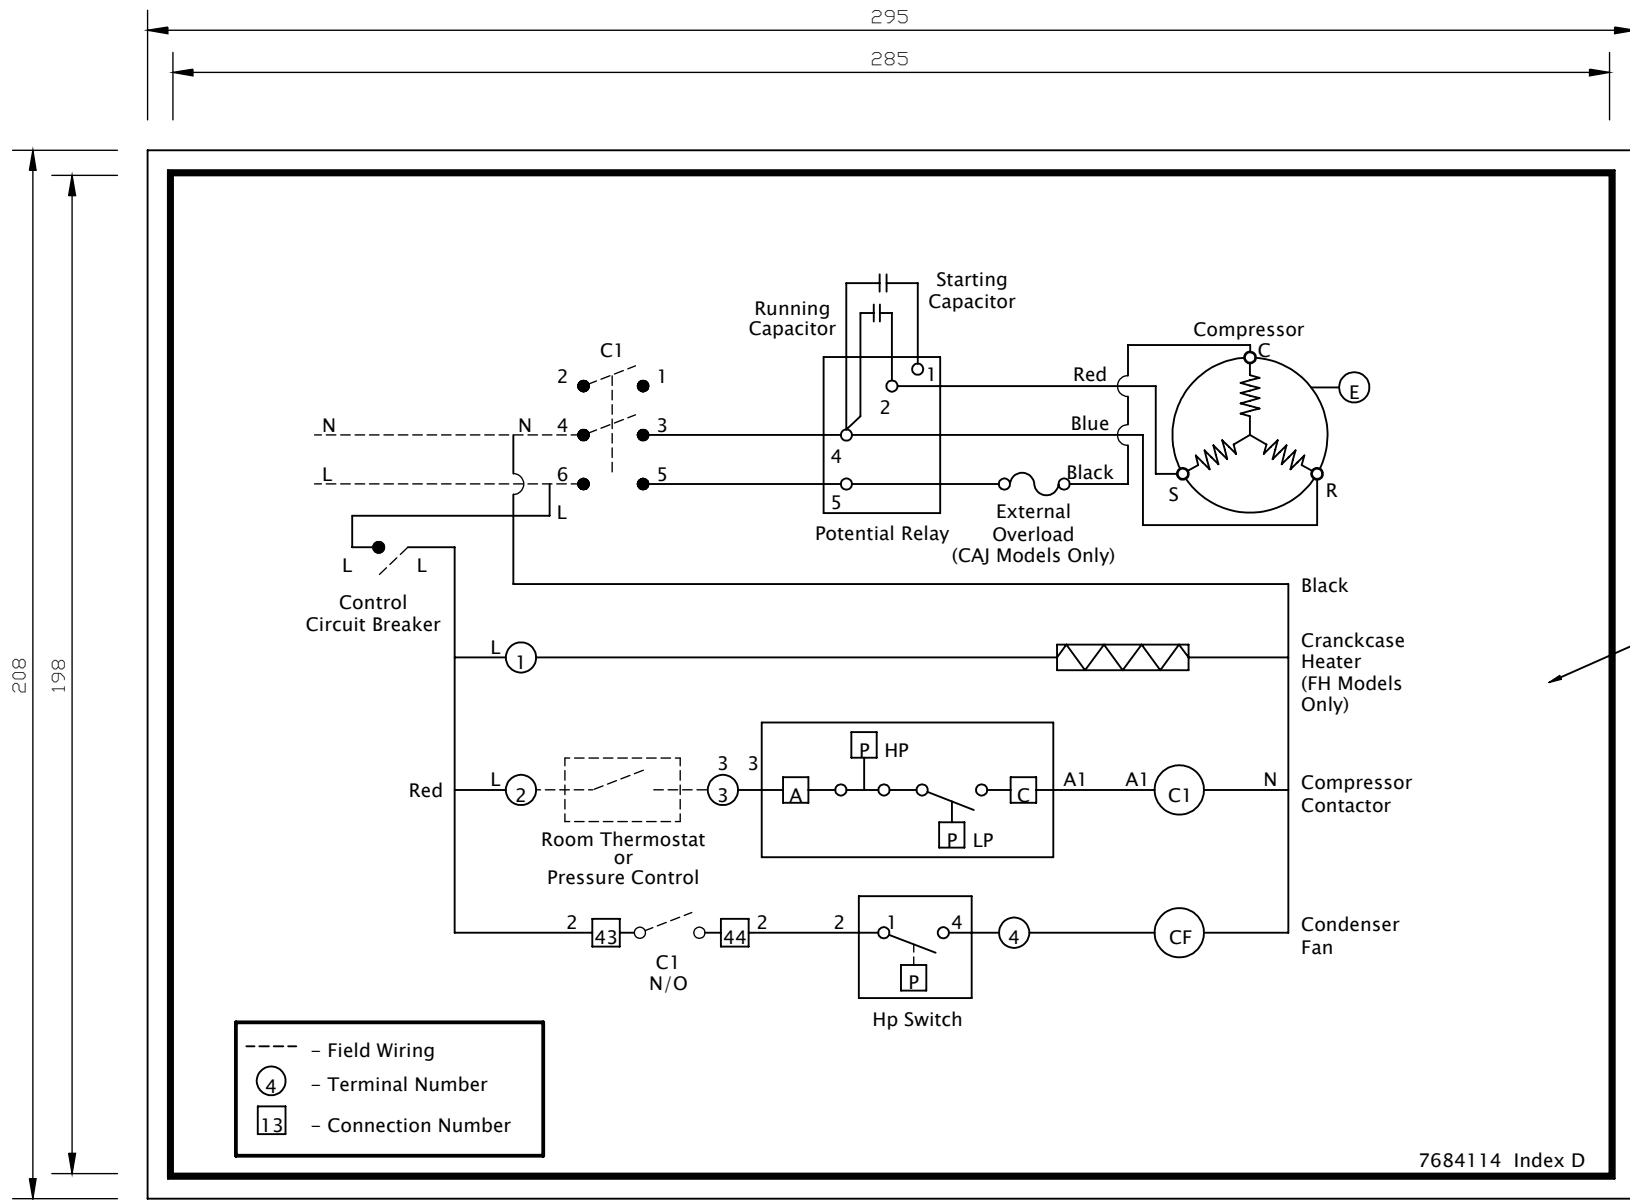 295
285
208
198
Starting
Capacitor
Running
Capacitor
Compressor
C1
C
2
1
1
Red
E
2
N
N
4
3
Blue
4
L
6
5
Black
S
R
5
L
External
Overload
(CAJ Models Only)
Potential Relay
L
L
Control
Circuit Breaker
Black
L
1
Cranckcase
Heater
(FH Models
Only)
P
HP
3
3
Red
L
2
3
A
C
A1
A1
C1
N
Compressor
Contactor
P
LP
Room Thermostat
or
Pressure Control
2
43
44
2
2
1
4
4
CF
Condenser
Fan
C1
N/O
P
Hp Switch
– Field Wiring
4
– Terminal Number
13
– Connection Number
7684114 Index D